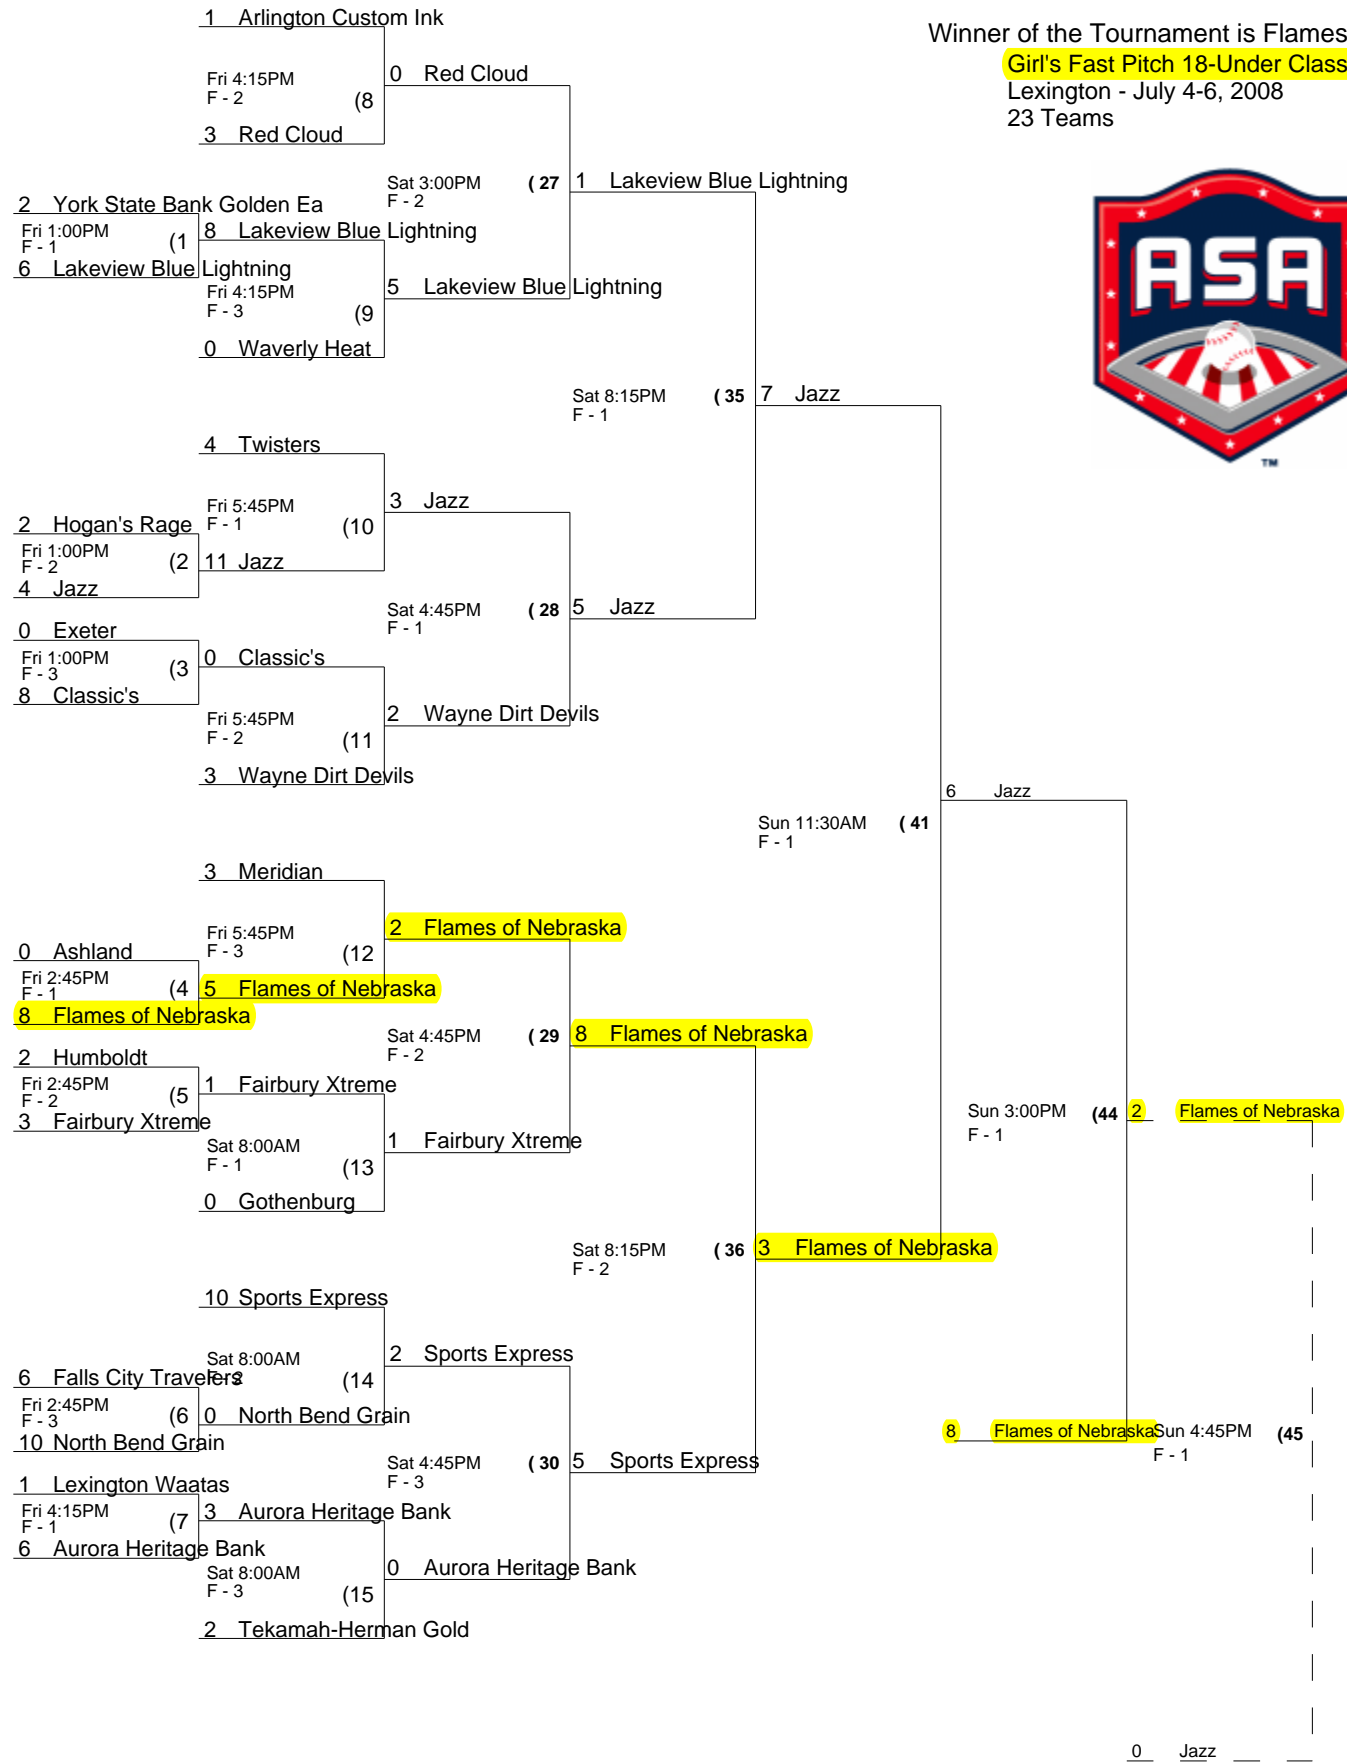 1 Arlington Custom Ink
Winner of the Tournament is Flames
Girl's Fast Pitch 18-Under Class
Lexington - July 4-6, 2008
23 Teams
Fri 4:15PM
F - 2
(8
0 Red Cloud
3 Red Cloud
Sat 3:00PM
F - 2
( 27
1 Lakeview Blue Lightning
2 York State Bank Golden Ea
Fri 1:00PM
F - 1
(1
8 Lakeview Blue Lightning
6 Lakeview Blue Lightning
Fri 4:15PM
F - 3
(9
5 Lakeview Blue Lightning
0 Waverly Heat
ASA
TM
Sat 8:15PM
F - 1
( 35
7 Jazz
4 Twisters
Fri 5:45PM
F - 1
(10
3 Jazz
2 Hogan's Rage
Fri 1:00PM
F - 2
(2
11 Jazz
4 Jazz
Sat 4:45PM
F - 1
( 28
5 Jazz
0 Exeter
Fri 1:00PM
F - 3
(3
0 Classic's
8 Classic's
Fri 5:45PM
F - 2
(11
2 Wayne Dirt Devils
3 Wayne Dirt Devils
Sun 11:30AM
F - 1
( 41
6 Jazz
3 Meridian
Fri 5:45PM
F - 3
(12
2 Flames of Nebraska
0 Ashland
Fri 2:45PM
F - 1
(4
5 Flames of Nebraska
8 Flames of Nebraska
Sat 4:45PM
F - 2
( 29
8 Flames of Nebraska
2 Humboldt
Fri 2:45PM
F - 2
(5
1 Fairbury Xtreme
3 Fairbury Xtreme
Sat 8:00AM
F - 1
(13
1 Fairbury Xtreme
0 Gothenburg
Sun 3:00PM
F - 1
(44
2 Flames of Nebraska
Sat 8:15PM
F - 2
( 36
3 Flames of Nebraska
10 Sports Express
Sat 8:00AM
F - 2
(14
2 Sports Express
6 Falls City Travelers
Fri 2:45PM
F - 3
(6
0 North Bend Grain
10 North Bend Grain
Sat 4:45PM
F - 3
( 30
5 Sports Express
8 Flames of Nebraska
Sun 4:45PM
F - 1
(45
1 Lexington Waatas
Fri 4:15PM
F - 1
(7
3 Aurora Heritage Bank
6 Aurora Heritage Bank
Sat 8:00AM
F - 3
(15
0 Aurora Heritage Bank
2 Tekamah-Herman Gold
0 Jazz